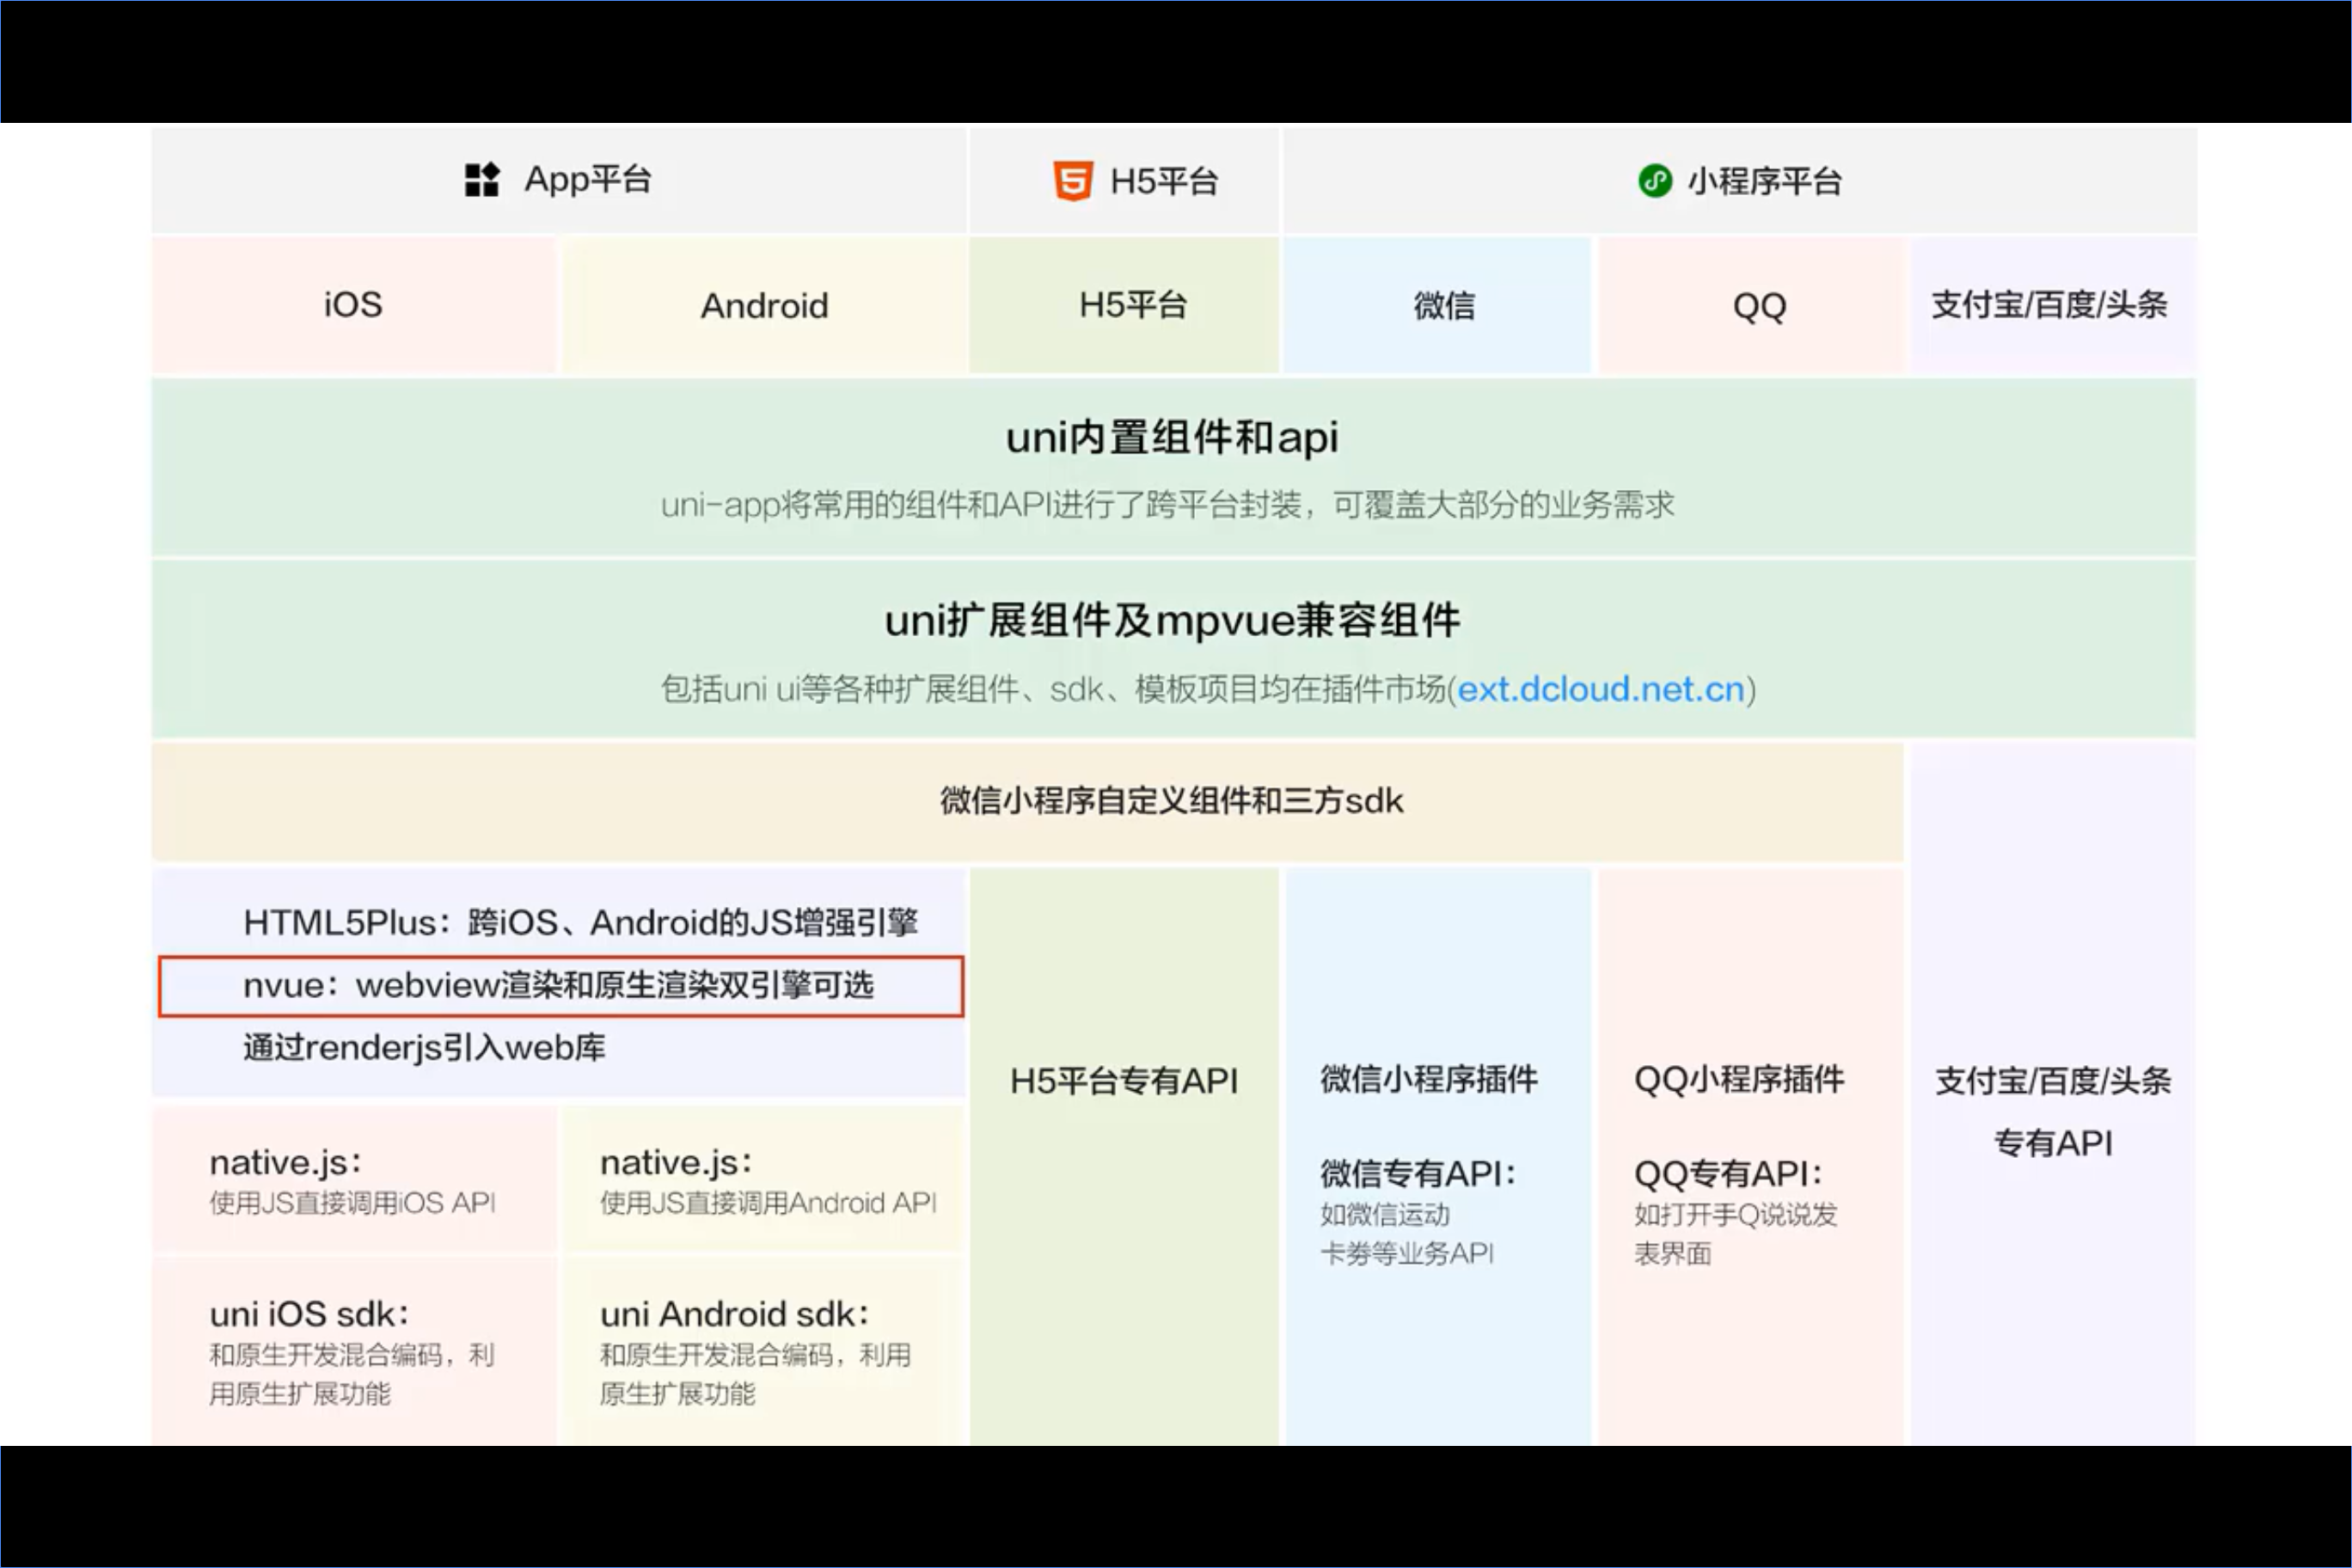 App平台
H5平台
小程序平台
iOS
Android
H5平台
微信
QQ
支付宝/百度/头条
uni内置组件和api
uni-app将常用的组件和API进行了跨平台封装，可覆盖大部分的业务需求
uni扩展组件及mpvue兼容组件
包括uni ui等各种扩展组件、sdk、模板项目均在插件市场(ext.dcloud.net.cn)
微信小程序自定义组件和三方sdk
HTML5Plus：跨iOS、Android的JS增强引擎
nvue：webview渲染和原生渲染双引擎可选
通过renderjs引入web库
native.js：
使用JS直接调用iOS API
native.js：
使用JS直接调用Android API
uni iOS sdk：
和原生开发混合编码，利
用原生扩展功能
uni Android sdk：
和原生开发混合编码，利用
原生扩展功能
H5平台专有API
微信小程序插件
微信专有API：
如微信运动
卡券等业务API
QQ小程序插件
QQ专有API：
如打开手Q说说发
表界面
支付宝/百度/头条
专有API